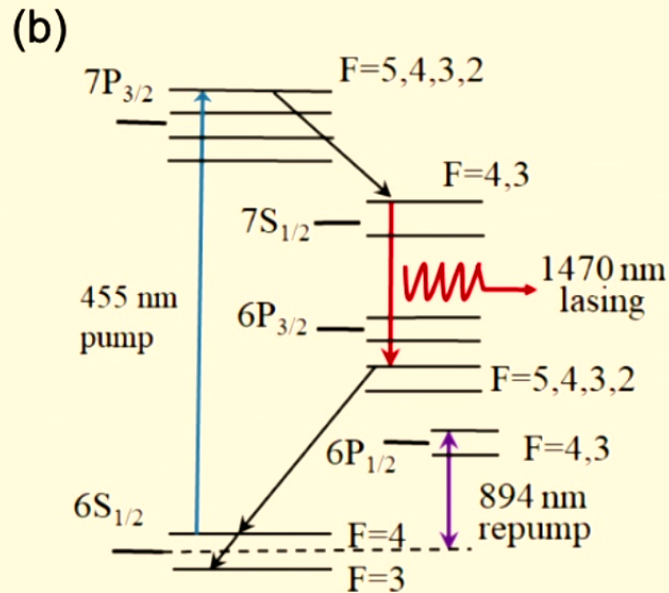 (b)
7P3/2
F=5,4,3,2
F=4,3
7S1/2
1470 nm
lasing
455 nm
pump
6P3/2
F=5,4,3,2
6P1/2
F=4,3
894 nm
repump
6S1/2
F=4
F=3